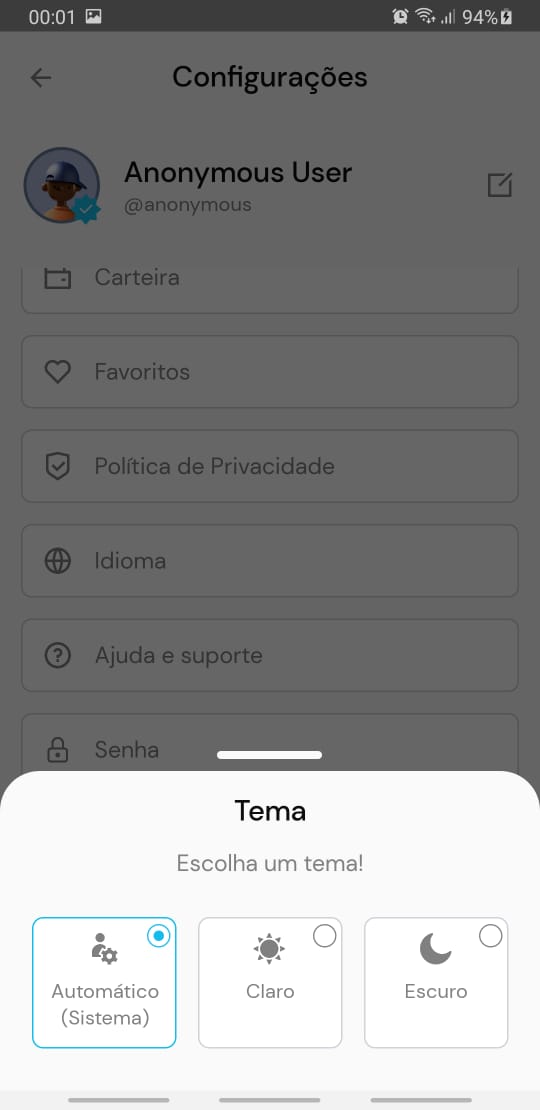 00:01 94%
Configurações
Anonymous User
@anonymous
Carteira
Favoritos
Política de Privacidade
Idioma
Ajuda e suporte
Senha
Tema
Escolha um tema!
Automático
(Sistema)
Claro
Escuro